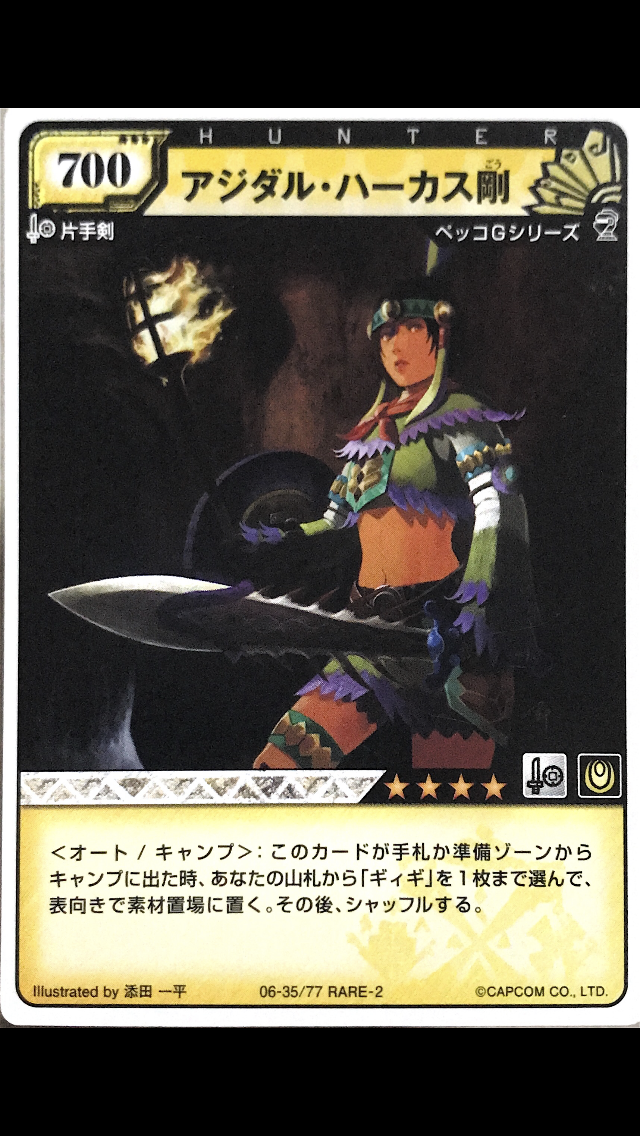 HUNTER
700
ごう
アジダル・ハーカス剛
片手剣
ペッコGシリーズ
<オート / キャンプ>:このカードが手札か準備ゾーンから
キャンプに出た時、あなたの山札から「ギィギ」を1枚まで選んで、
表向きで素材置場に置く。その後、シャッフルする。
Illustrated by 添田 一平
06-35/77 RARE-2
©CAPCOM CO., LTD.